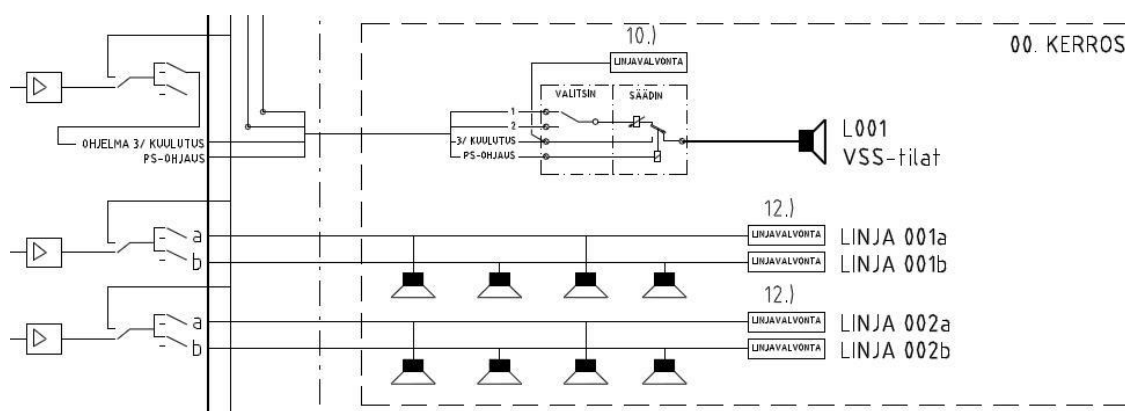 10.)
00. KERROS
LINJAVALVONTA
VALITSIN SÄÄDIN
1
2
3/ KUULUTUS
PS-OHJAUS
OHJELMA 3/ KUULUTUS
PS-OHJAUS
L001
VSS-tilat
12.)
a LINJAVALVONTA LINJA 001a
b LINJAVALVONTA LINJA 001b
12.)
a LINJAVALVONTA LINJA 002a
b LINJAVALVONTA LINJA 002b